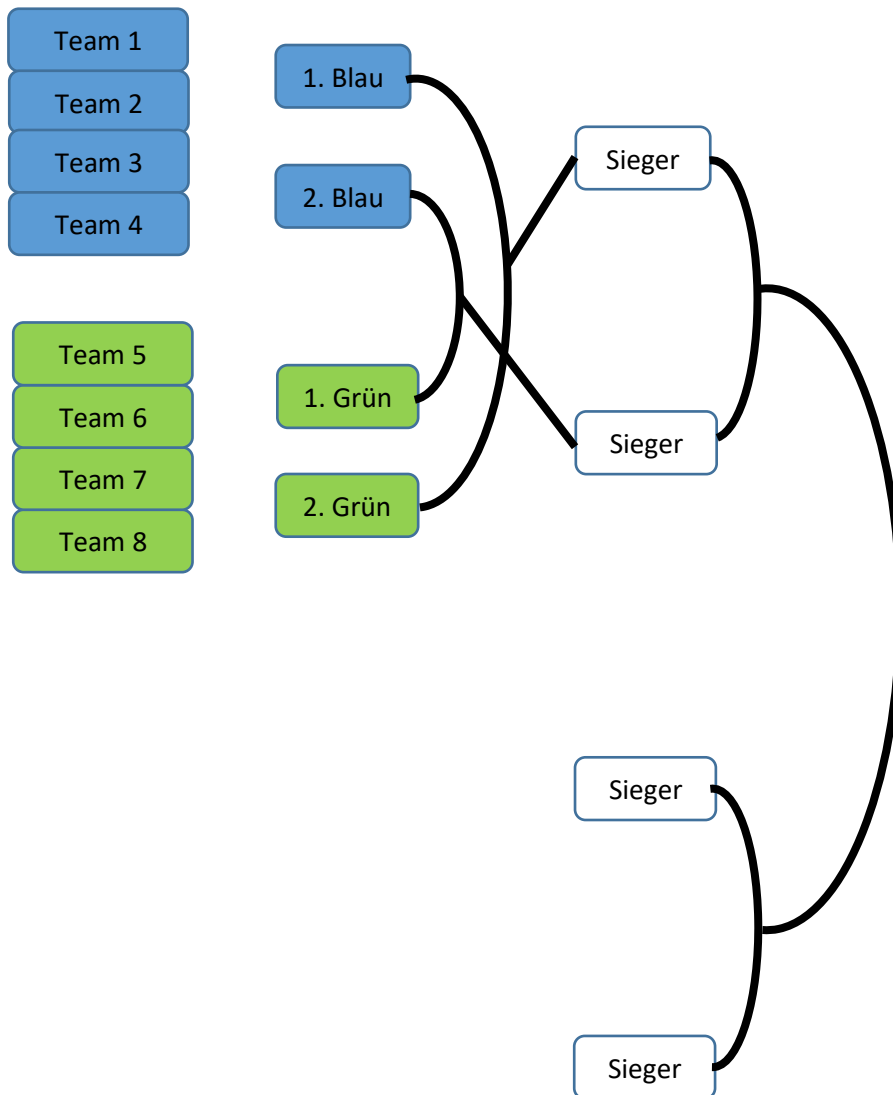 Team 1
Team 2
Team 3
Team 4
Team 5
Team 6
Team 7
Team 8
1. Blau
2. Blau
1. Grün
2. Grün
Sieger
Sieger
Sieger
Sieger